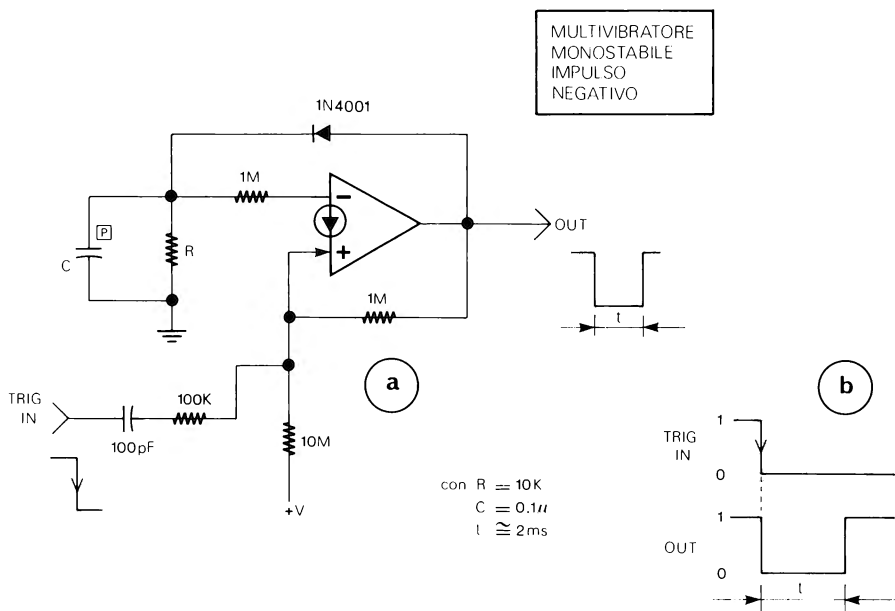 MULTIVIBRATORE
MONOSTABILE
IMPULSO
NEGATIVO
1N4001
1M
−
P
C
R
+
OUT
1M
t
a
b
TRIG
IN
100K
100pF
10M
+V
con R = 10K
C = 0.1µ
t ≅ 2ms
1
TRIG
IN
0
1
OUT
0
t